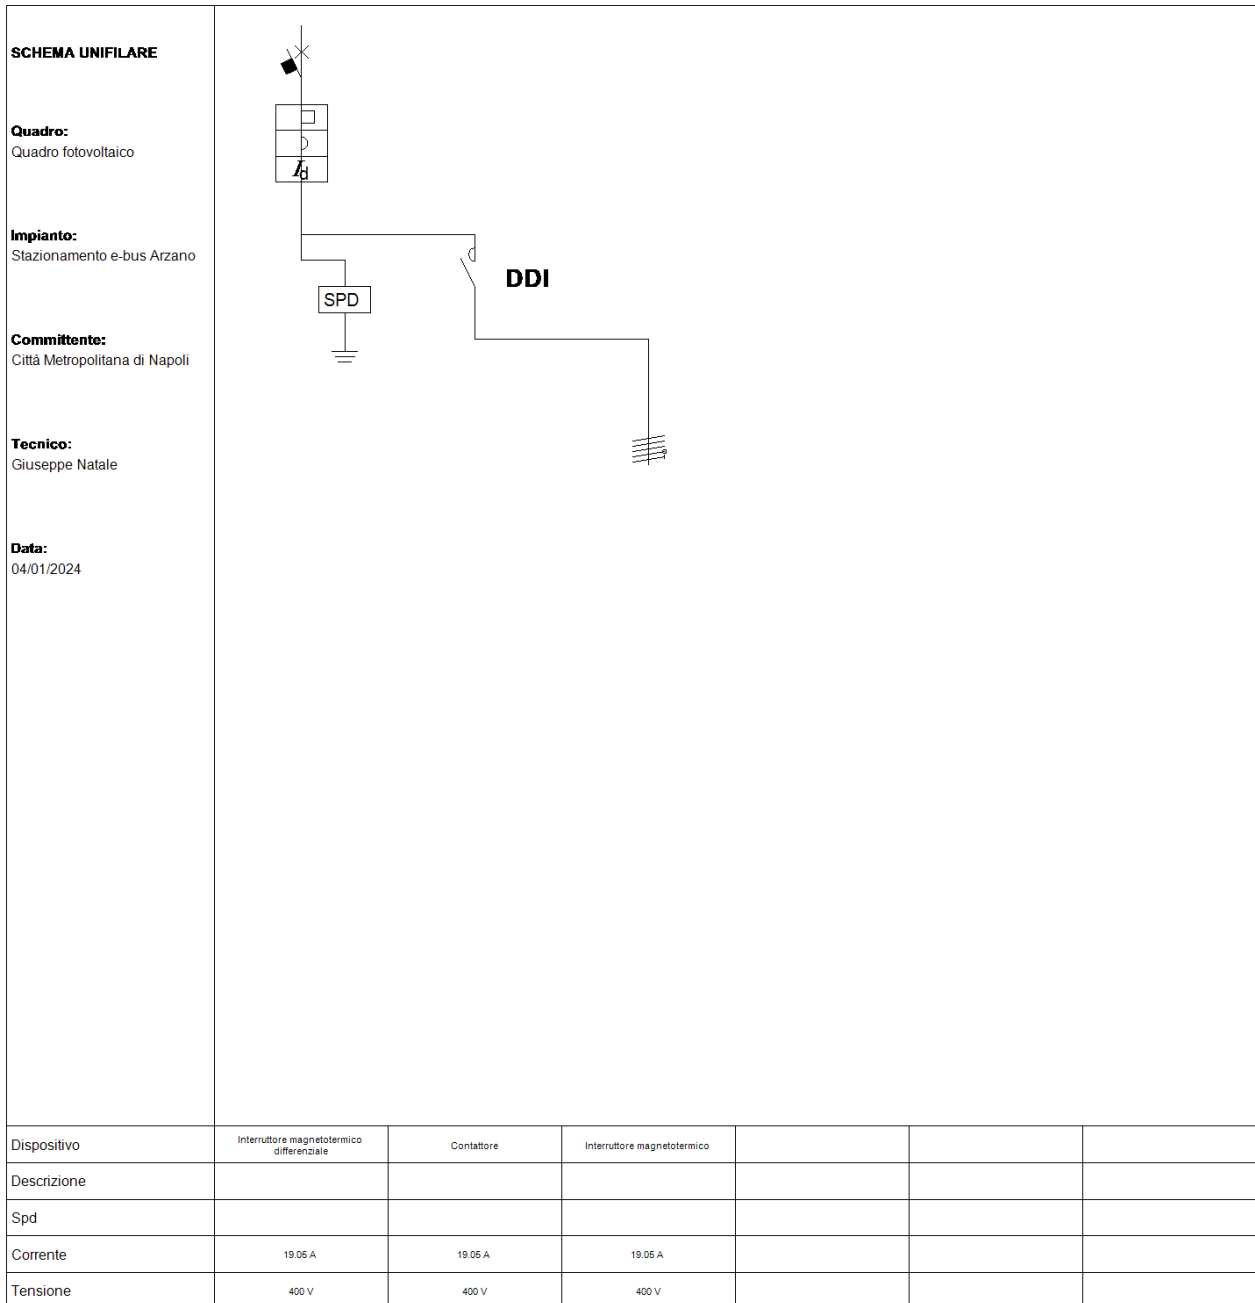 SCHEMA UNIFILARE
Quadro:
Quadro fotovoltaico
Impianto:
Stazionamento e-bus Arzano
Committente:
Città Metropolitana di Napoli
Tecnico:
Giuseppe Natale
Data:
04/01/2024
Id
DDI
SPD
Dispositivo
Interruttore magnetotermico
differenziale
Contattore
Interruttore magnetotermico
Descrizione
Spd
Corrente
19.05 A
19.05 A
19.05 A
Tensione
400 V
400 V
400 V